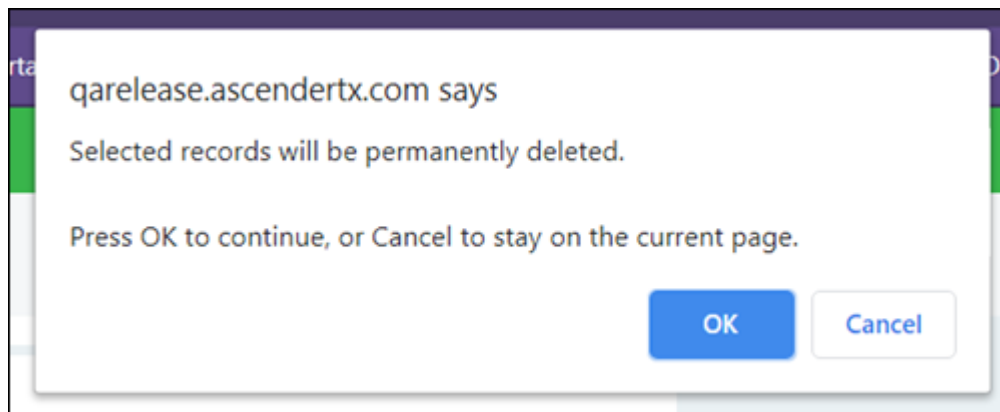 qarelease.ascendertx.com says
Selected records will be permanently deleted.
Press OK to continue, or Cancel to stay on the current page.
OK
Cancel